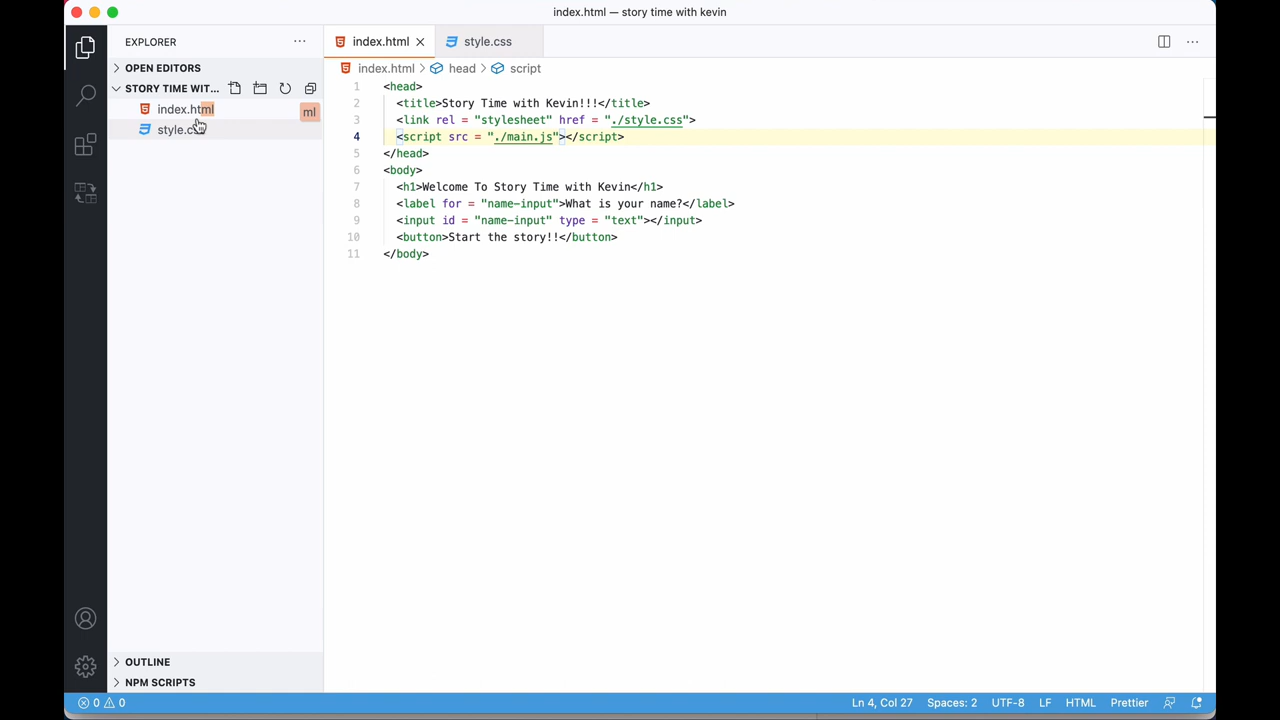 index.html — story time with kevin
EXPLORER
OPEN EDITORS
STORY TIME WIT...
index.html
ml
OUTLINE
NPM SCRIPTS
index.html
style.css
index.html > head > script
1 <head>
2 <title>Story Time with Kevin!!!</title>
3 <link rel = "stylesheet" href = "./style.css">
4 <script src = "./main.js"></script>
5 </head>
6 <body>
7 <h1>Welcome To Story Time with Kevin</h1>
8 <label for = "name-input">What is your name?</label>
9 <input id = "name-input" type = "text"></input>
10 <button>Start the story!!</button>
11 </body>
0 0
Ln 4, Col 27 Spaces: 2 UTF-8 LF HTML Prettier